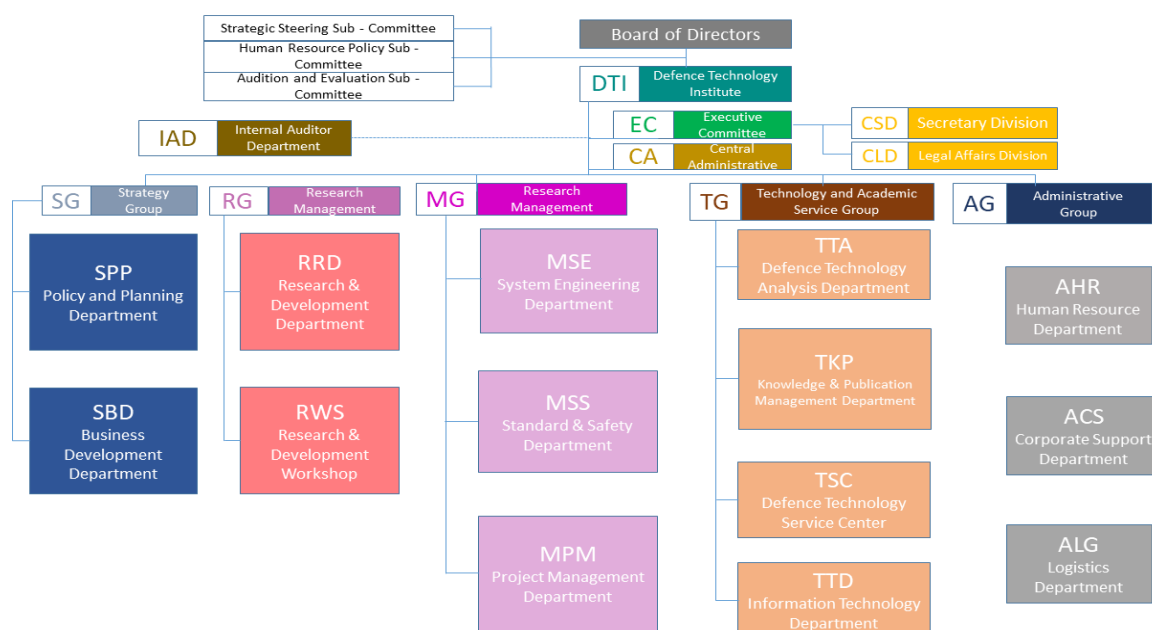 Strategic Steering Sub - Committee
Human Resource Policy Sub -
Committee
Audition and Evaluation Sub -
Committee
Board of Directors
DTI
Defence Technology
Institute
IAD
Internal Auditor
Department
EC
Executive
Committee
CA
Central
Administrative
CSD
Secretary Division
CLD
Legal Affairs Division
SG
Strategy
Group
RG
Research
Management
MG
Research
Management
TG
Technology and Academic
Service Group
AG
Administrative
Group
SPP
Policy and Planning
Department
SBD
Business
Development
Department
RRD
Research &
Development
Department
RWS
Research &
Development
Workshop
MSE
System Engineering
Department
MSS
Standard & Safety
Department
MPM
Project Management
Department
TTA
Defence Technology
Analysis Department
TKP
Knowledge & Publication
Management Department
TSC
Defence Technology
Service Center
TTD
Information Technology
Department
AHR
Human Resource
Department
ACS
Corporate Support
Department
ALG
Logistics
Department